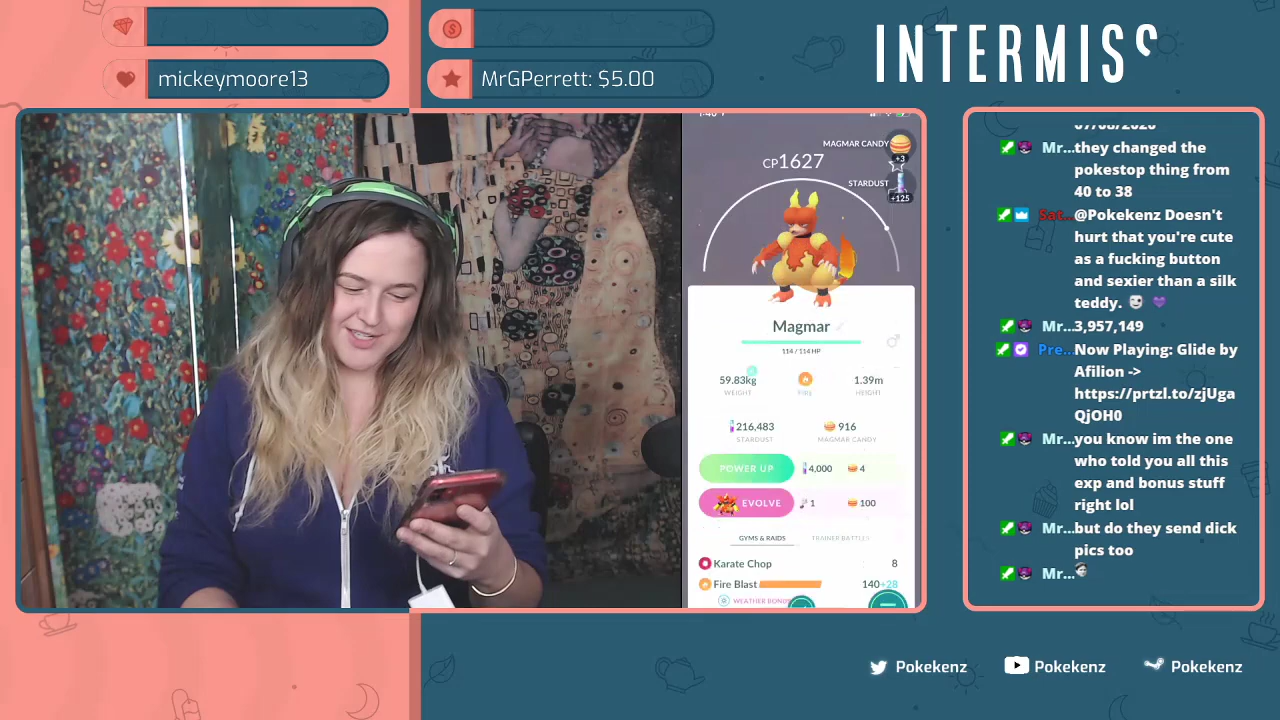 INTERMISS
mickeymoore13
MrGPerrett: $5.00
MAGMAR CANDY
+3
CP1627
STARDUST
+125
Magmar
114 / 114 HP
59.83kg
WEIGHT
Fire
1.39m
HEIGHT
216,483
STARDUST
916
MAGMAR CANDY
POWER UP
4,000
4
EVOLVE
1
100
GYMS & RAIDS
TRAINER BATTLES
Karate Chop
8
Fire Blast
140+28
WEATHER BONUS
Mr...they changed the
pokestop thing from
40 to 38
Sat...@Pokekenz Doesn't
hurt that you're cute
as a fucking button
and sexier than a silk
teddy.
Mr...3,957,149
Pre...Now Playing: Glide by
Afilion ->
https://prtzl.to/zjUga
QjOH0
Mr...you know im the one
who told you all this
exp and bonus stuff
right lol
Mr...but do they send dick
pics too
Mr...
Pokekenz
Pokekenz
Pokekenz